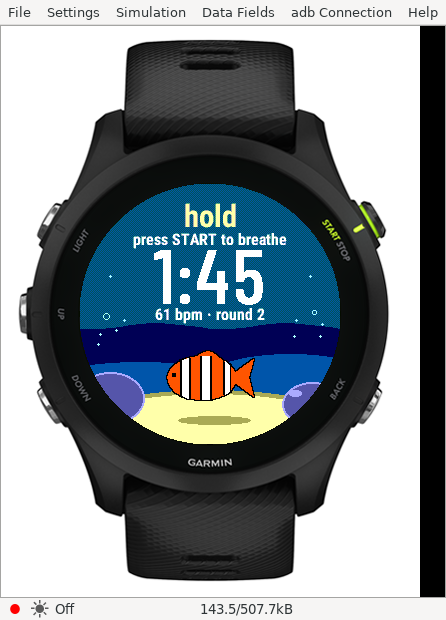 File Settings Simulation Data Fields adb Connection Help
LIGHT
START STOP
hold
press START to breathe
1:45
61 bpm · round 2
UP
DOWN
BACK
GARMIN
Off
143.5/507.7kB